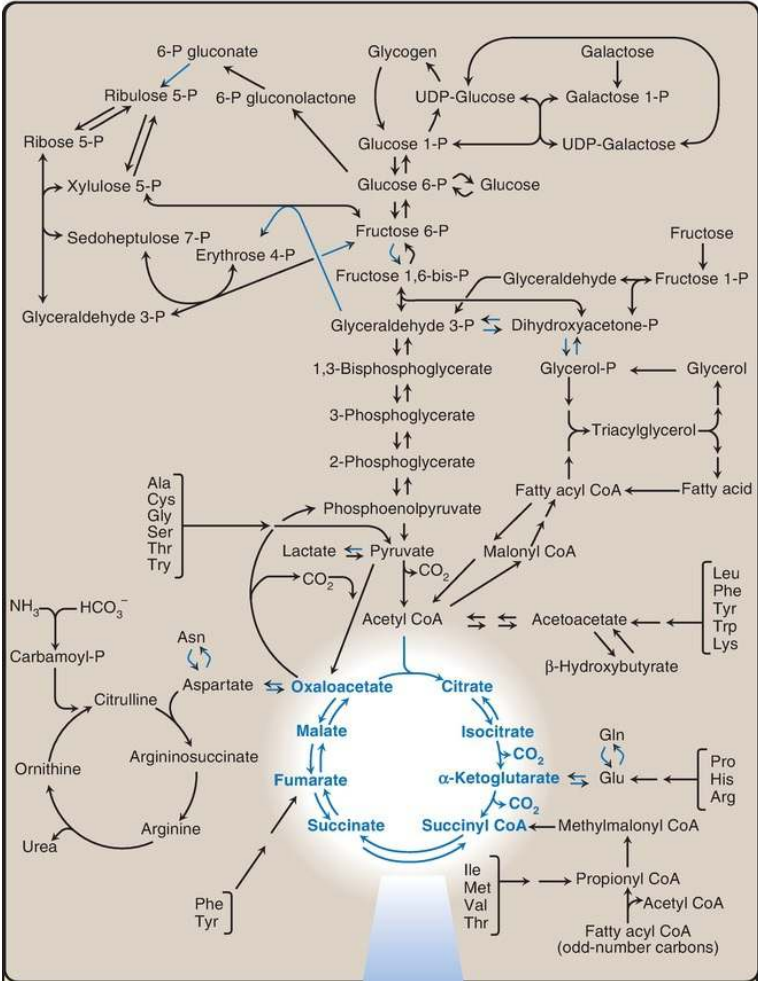 6-P gluconate
Glycogen
Galactose
Ribulose 5-P
6-P gluconolactone
UDP-Glucose
Galactose 1-P
Ribose 5-P
Glucose 1-P
UDP-Galactose
Xylulose 5-P
Glucose 6-P
Glucose
Sedoheptulose 7-P
Fructose 6-P
Fructose
Erythrose 4-P
Fructose 1,6-bis-P
Glyceraldehyde
Fructose 1-P
Glyceraldehyde 3-P
Glyceraldehyde 3-P
Dihydroxyacetone-P
1,3-Bisphosphoglycerate
Glycerol-P
Glycerol
3-Phosphoglycerate
Triacylglycerol
2-Phosphoglycerate
Ala
Cys
Gly
Ser
Thr
Try
Phosphoenolpyruvate
Fatty acyl CoA
Fatty acid
Lactate
Pyruvate
Malonyl CoA
CO₂
CO₂
Leu
Phe
Tyr
Trp
Lys
NH₃
HCO₃⁻
Acetyl CoA
Acetoacetate
Asn
Carbamoyl-P
β-Hydroxybutyrate
Aspartate
Oxaloacetate
Citrate
Citrulline
Malate
Isocitrate
Gln
CO₂
Argininosuccinate
Ornithine
Fumarate
α-Ketoglutarate
Glu
Pro
His
Arg
CO₂
Arginine
Succinate
Succinyl CoA
Methylmalonyl CoA
Urea
Ile
Met
Val
Thr
Propionyl CoA
Phe
Tyr
Acetyl CoA
Fatty acyl CoA
(odd-number carbons)